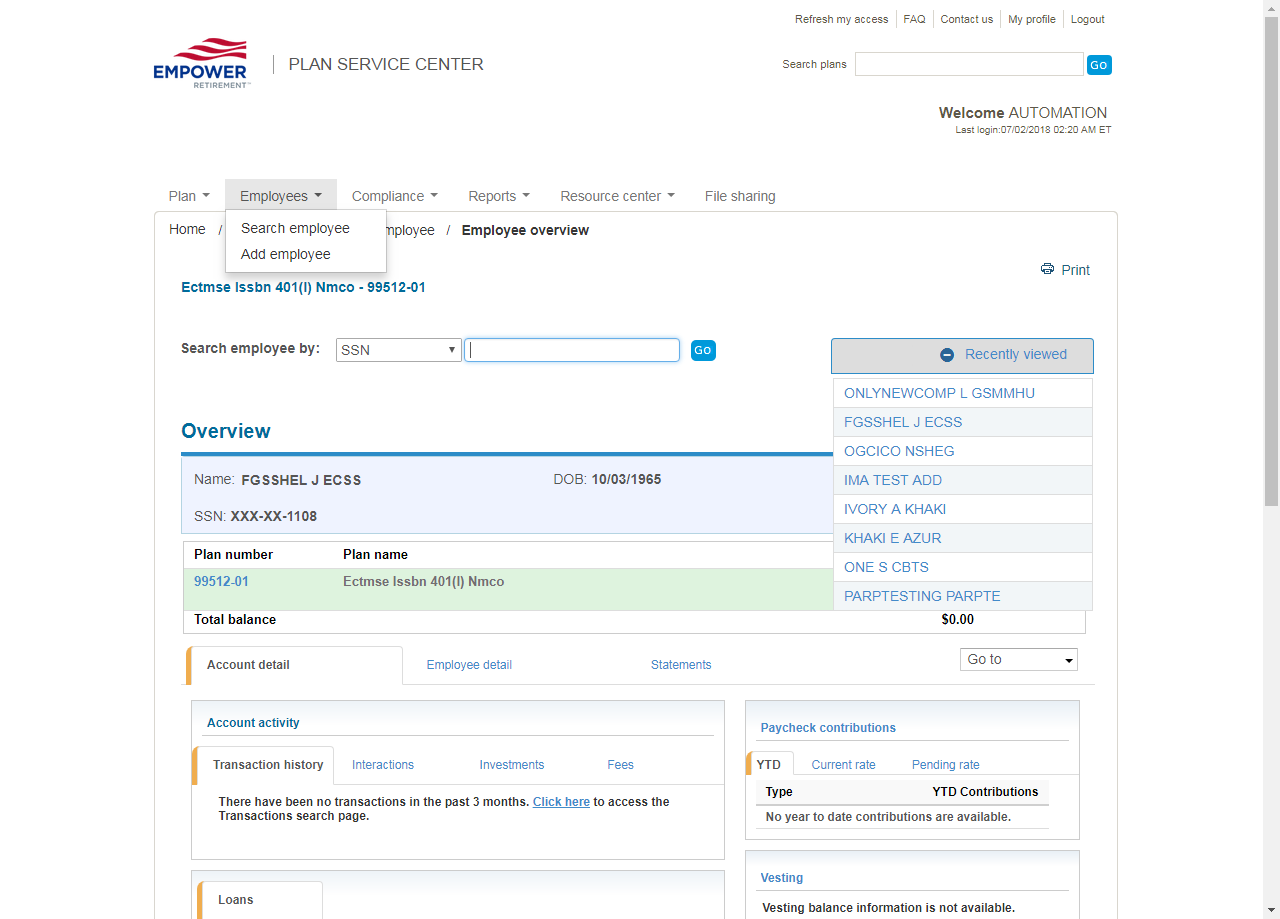 Refresh my access FAQ Contact us My profile Logout
EMPOWER
RETIREMENT™
PLAN SERVICE CENTER
Search plans GO
Welcome AUTOMATION
Last login:07/02/2018 02:20 AM ET
Plan Employees Compliance Reports Resource center File sharing
Home / mployee / Employee overview
Search employee
Add employee
Print
Ectmse Issbn 401(I) Nmco - 99512-01
Search employee by: SSN GO
Recently viewed
ONLYNEWCOMP L GSMMHU
FGSSHEL J ECSS
OGCICO NSHEG
IMA TEST ADD
IVORY A KHAKI
KHAKI E AZUR
ONE S CBTS
PARPTESTING PARPTE
Overview
Name: FGSSHEL J ECSS DOB: 10/03/1965
SSN: XXX-XX-1108
Plan number Plan name
99512-01 Ectmse Issbn 401(I) Nmco
Total balance $0.00
Account detail Employee detail Statements Go to
Account activity
Transaction history Interactions Investments Fees
There have been no transactions in the past 3 months. Click here to access the
Transactions search page.
Loans
Paycheck contributions
YTD Current rate Pending rate
Type YTD Contributions
No year to date contributions are available.
Vesting
Vesting balance information is not available.